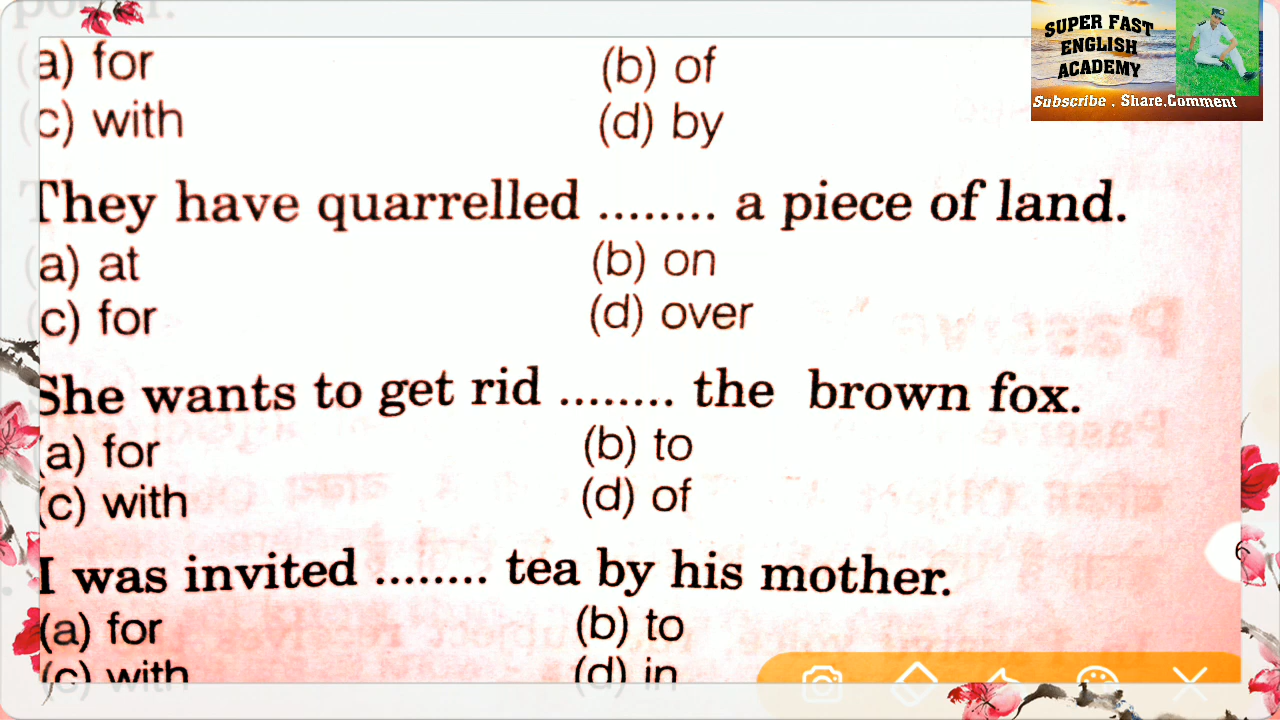 SUPER FAST
ENGLISH
ACADEMY
Subscribe , Share,Comment
(a) for (b) of
(c) with (d) by
They have quarrelled ........ a piece of land.
(a) at (b) on
(c) for (d) over
She wants to get rid ........ the brown fox.
(a) for (b) to
(c) with (d) of
I was invited ........ tea by his mother.
(a) for (b) to
(c) with (d) in